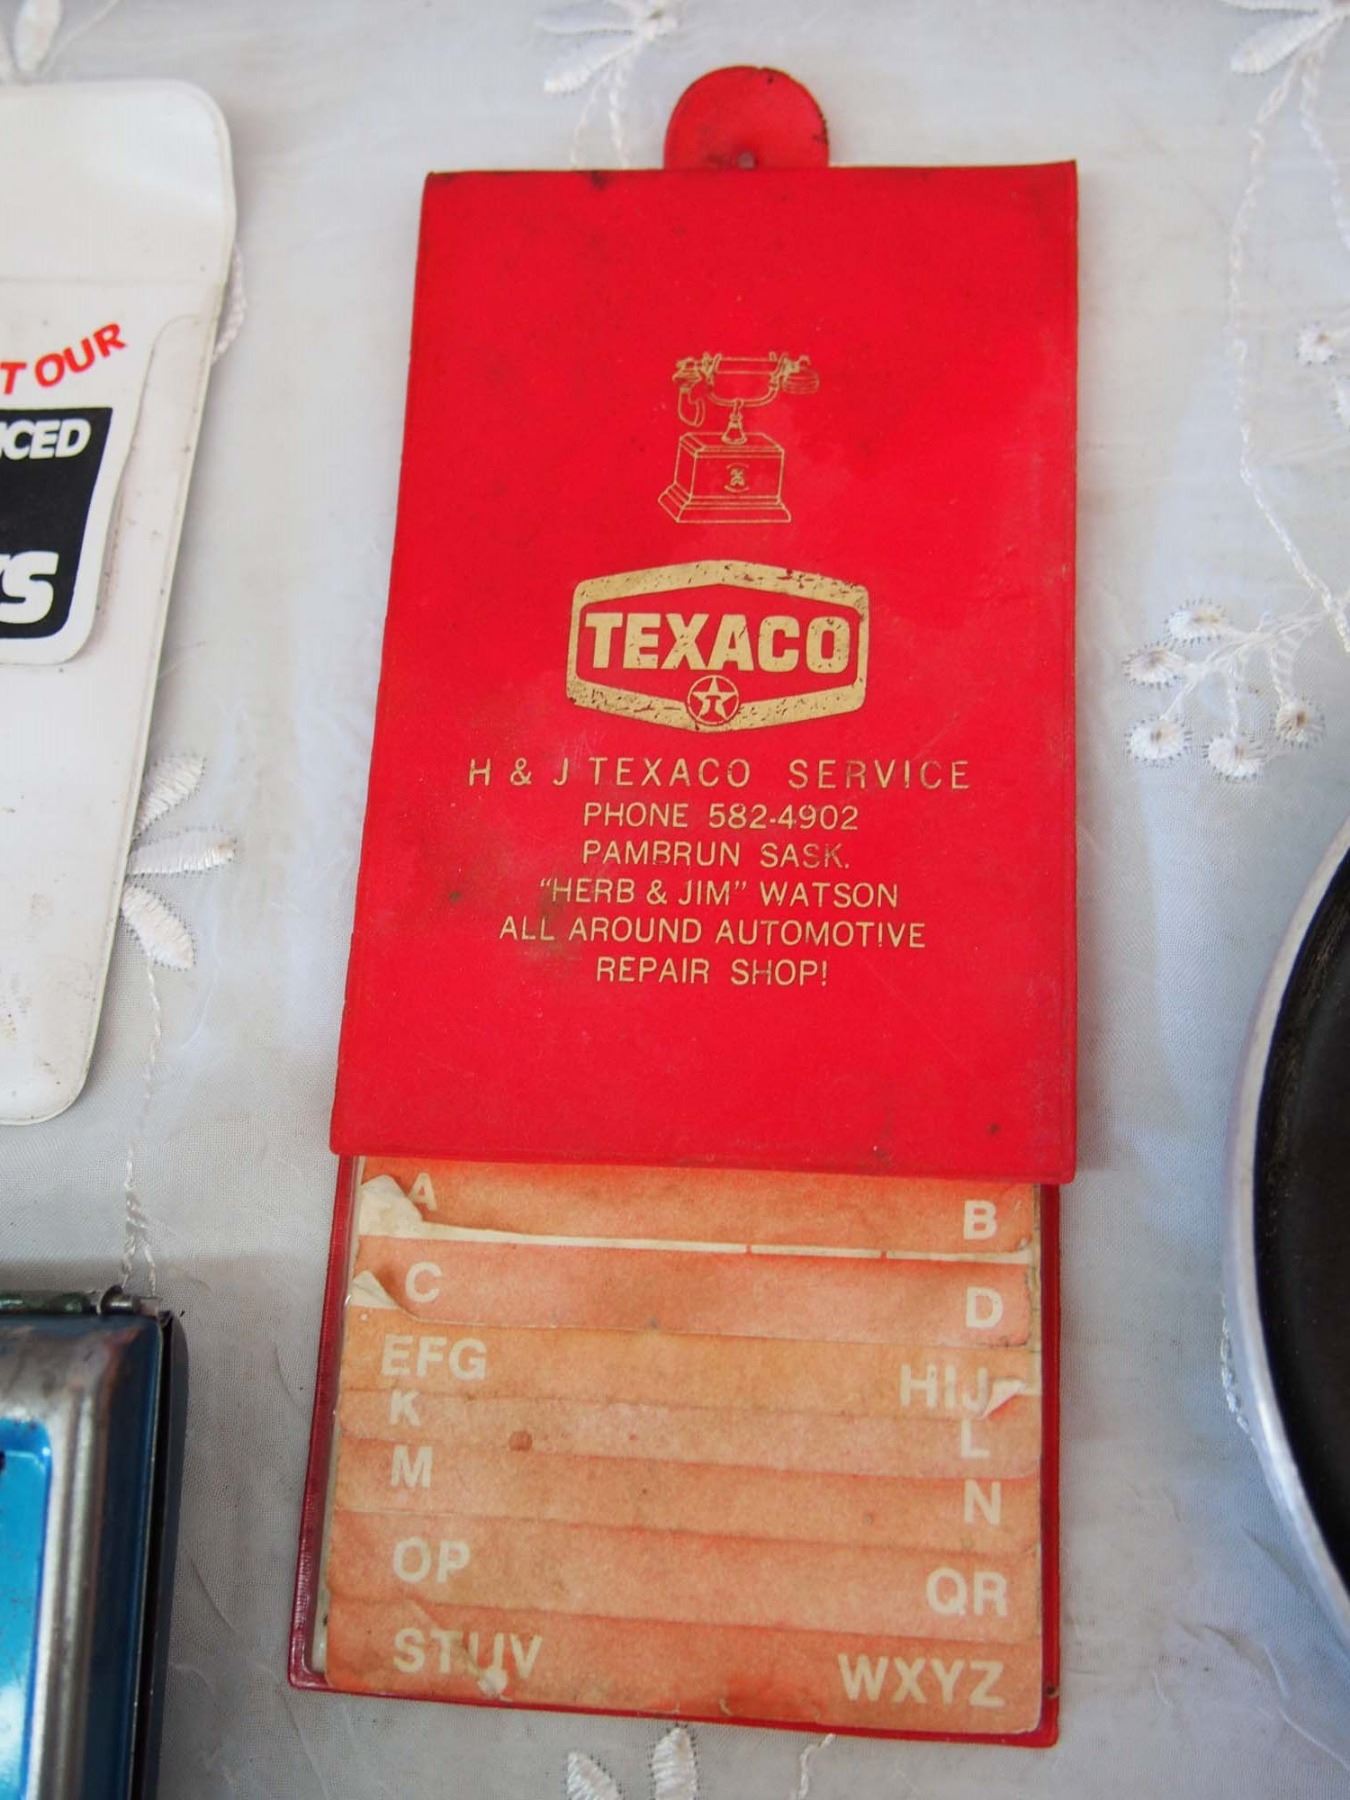 T OUR
ICED
S
TEXACO
T
H & J TEXACO SERVICE
PHONE 582-4902
PAMBRUN SASK.
"HERB & JIM" WATSON
ALL AROUND AUTOMOTIVE
REPAIR SHOP!
A B
C D
EFG HIJ
K L
M N
OP QR
STUV WXYZ